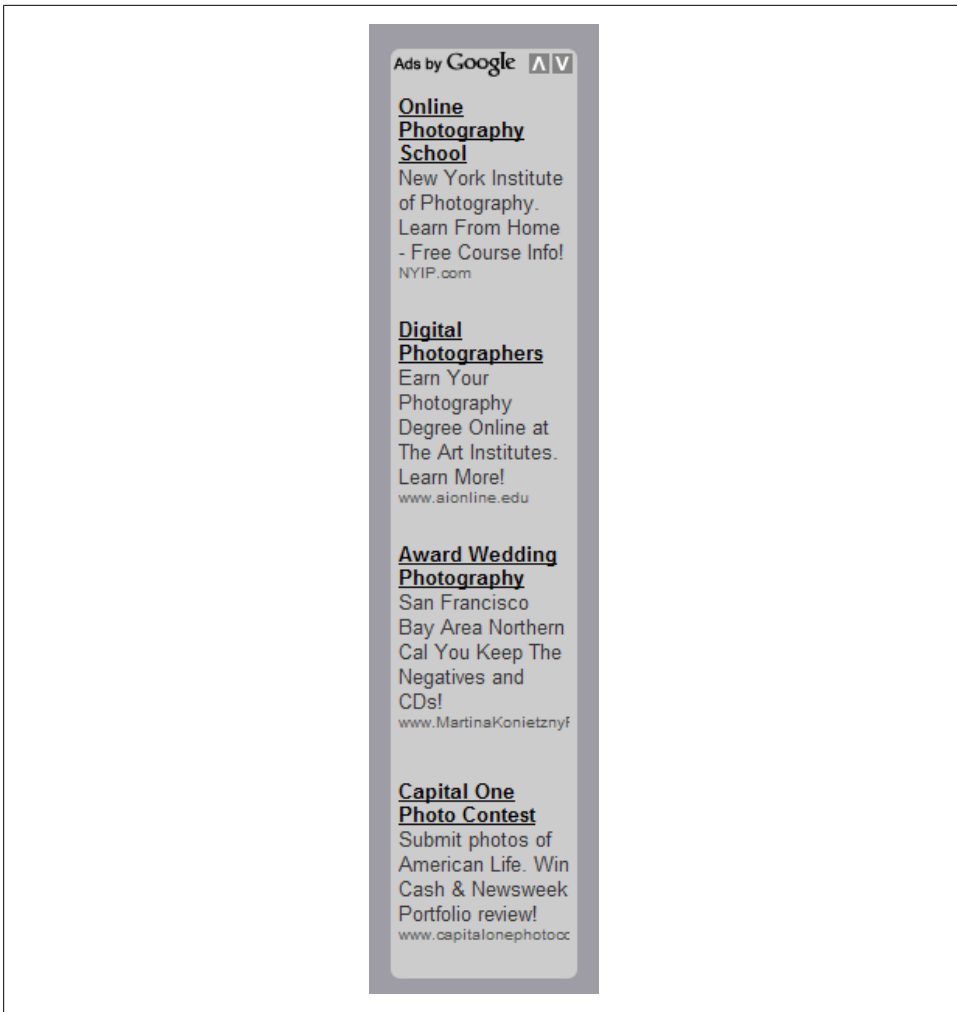 Ads by Google
Online
Photography
School
New York Institute
of Photography.
Learn From Home
- Free Course Info!
NYIP.com
Digital
Photographers
Earn Your
Photography
Degree Online at
The Art Institutes.
Learn More!
www.aionline.edu
Award Wedding
Photography
San Francisco
Bay Area Northern
Cal You Keep The
Negatives and
CDs!
www.MartinaKonietznyF
Capital One
Photo Contest
Submit photos of
American Life. Win
Cash & Newsweek
Portfolio review!
www.capitalonephotoco